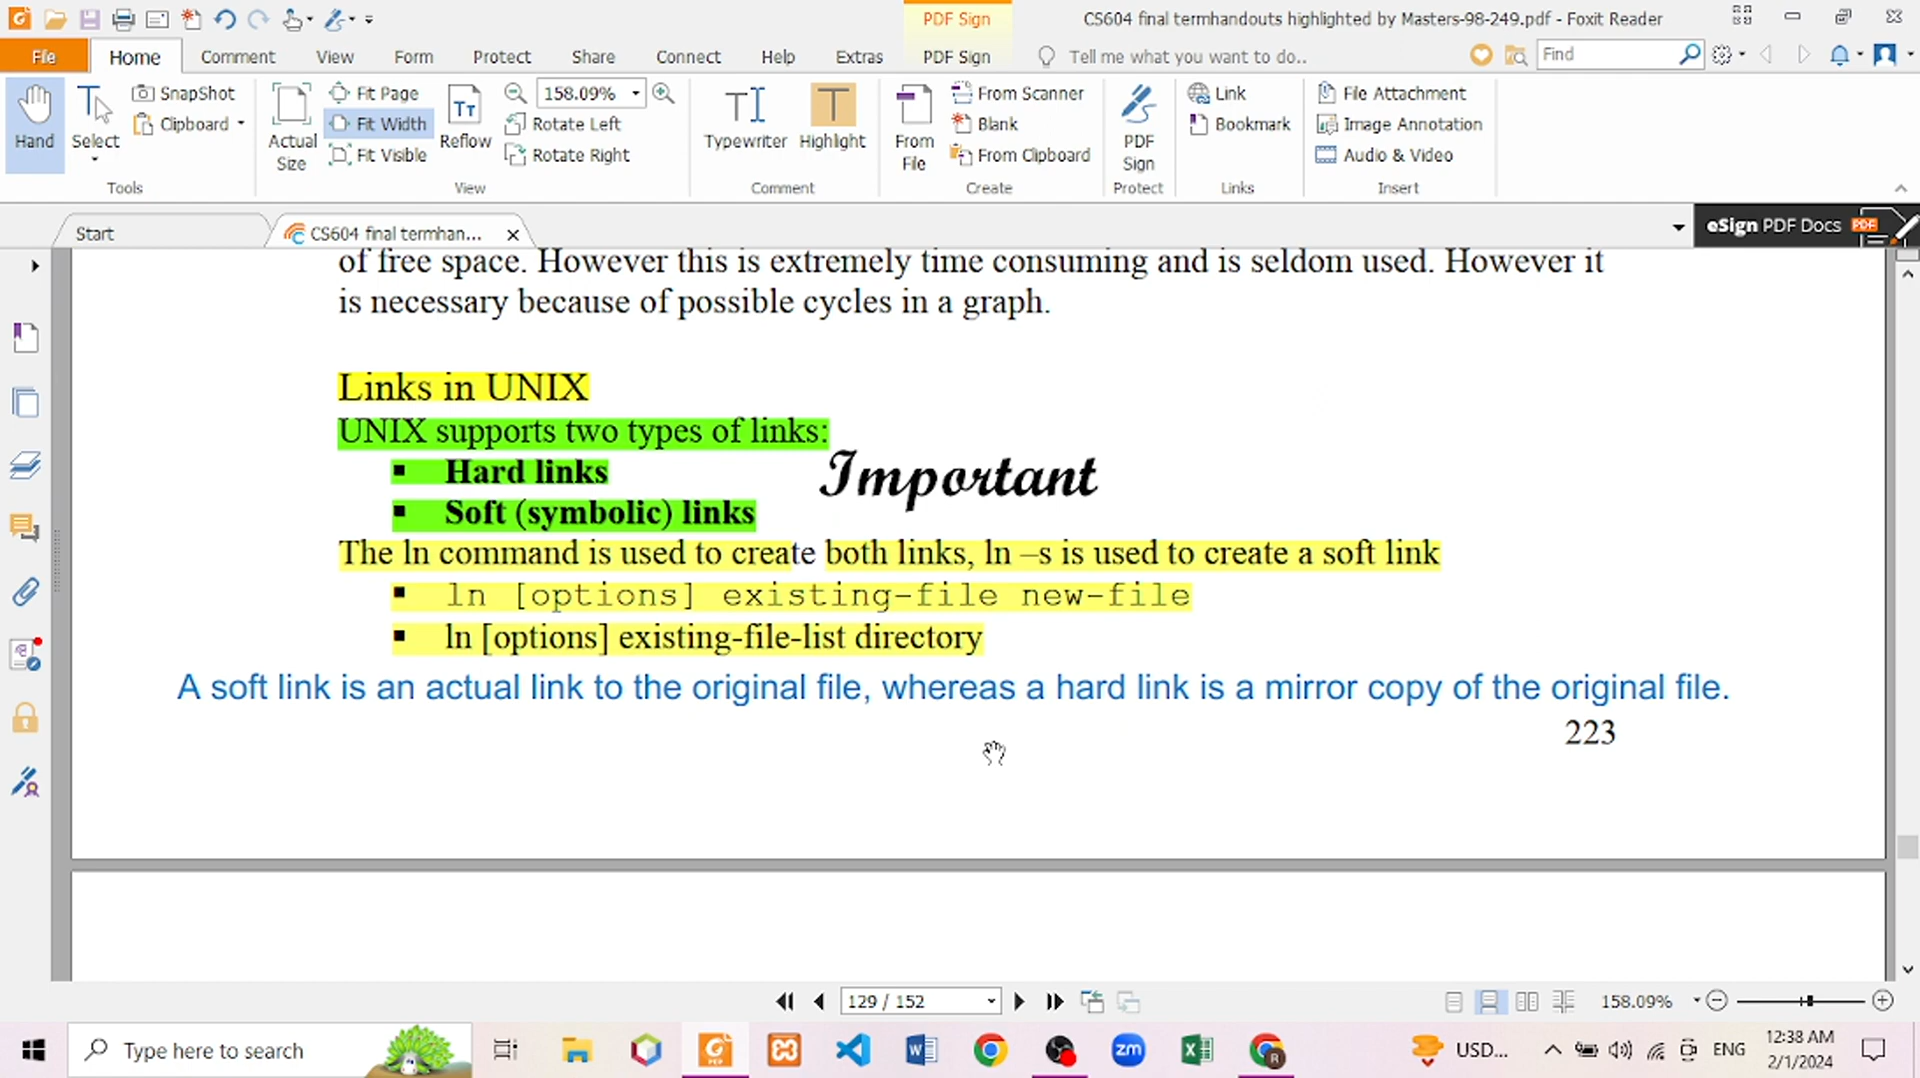 PDF Sign
CS604 final termhandouts highlighted by Masters-98-249.pdf - Foxit Reader
File
Home
Comment
View
Form
Protect
Share
Connect
Help
Extras
PDF Sign
Tell me what you want to do..
Find
Hand
Select
SnapShot
Clipboard
Tools
Actual
Size
Fit Page
Fit Width
Fit Visible
Reflow
158.09%
Rotate Left
Rotate Right
View
Typewriter
Highlight
Comment
From
File
From Scanner
Blank
From Clipboard
Create
PDF
Sign
Protect
Link
Bookmark
Links
File Attachment
Image Annotation
Audio & Video
Insert
Start
CS604 final termhan...
eSign PDF Docs
PDF
of free space. However this is extremely time consuming and is seldom used. However it
is necessary because of possible cycles in a graph.
Links in UNIX
UNIX supports two types of links:
▪ Hard links
Important
▪ Soft (symbolic) links
The ln command is used to create both links, ln –s is used to create a soft link
▪ ln [options] existing-file new-file
▪ ln [options] existing-file-list directory
A soft link is an actual link to the original file, whereas a hard link is a mirror copy of the original file.
223
129 / 152
158.09%
Type here to search
USD...
ENG
12:38 AM
2/1/2024